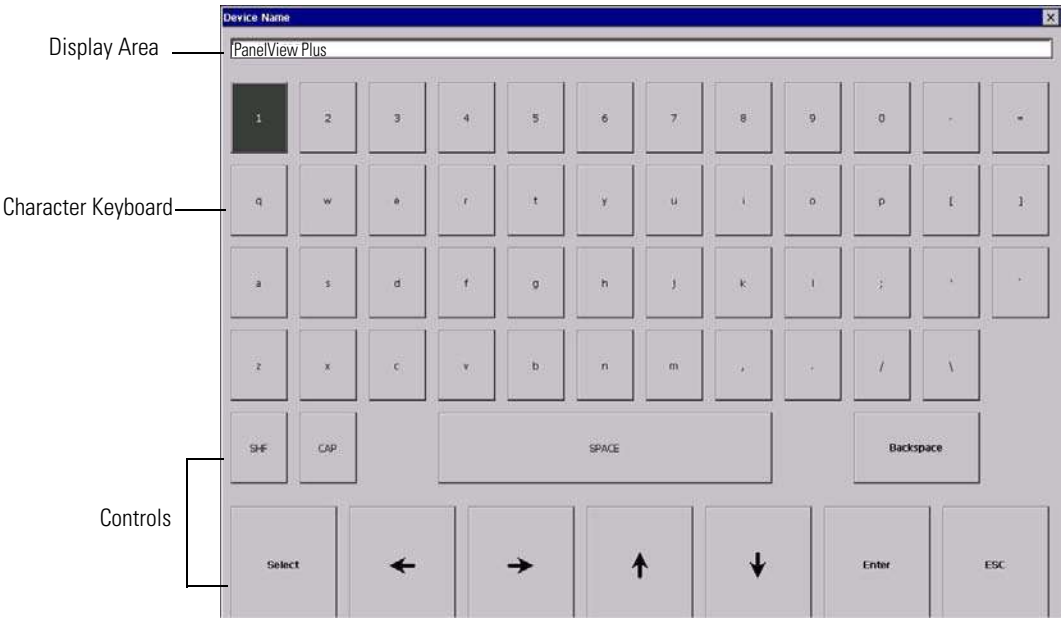 Device Name
Display Area
PanelView Plus
1 2 3 4 5 6 7 8 9 0 - =
Character Keyboard
q w e r t y u i o p [ ]
a s d f g h j k l ; ' `
z x c v b n m , . / \
SHF CAP SPACE Backspace
Controls
Select ← → ↑ ↓ Enter ESC